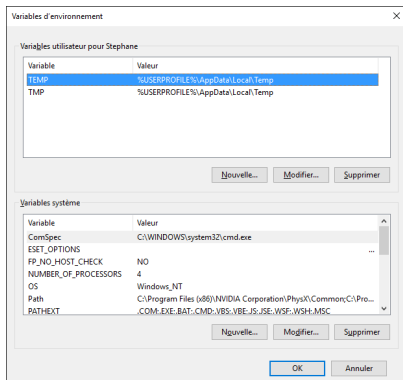 Variables d'environnement
Variables utilisateur pour Stephane
Variable Valeur
TEMP %USERPROFILE%\AppData\Local\Temp
TMP %USERPROFILE%\AppData\Local\Temp
Nouvelle... Modifier... Supprimer
Variables système
Variable Valeur
ComSpec C:\WINDOWS\system32\cmd.exe
ESET_OPTIONS ...
FP_NO_HOST_CHECK NO
NUMBER_OF_PROCESSORS 4
OS Windows_NT
Path C:\Program Files (x86)\NVIDIA Corporation\PhysX\Common;C:\Pro...
PATHEXT .COM;.EXE;.BAT;.CMD;.VBS;.VBE;.JS;.JSE;.WSF;.WSH;.MSC
Nouvelle... Modifier... Supprimer
OK Annuler